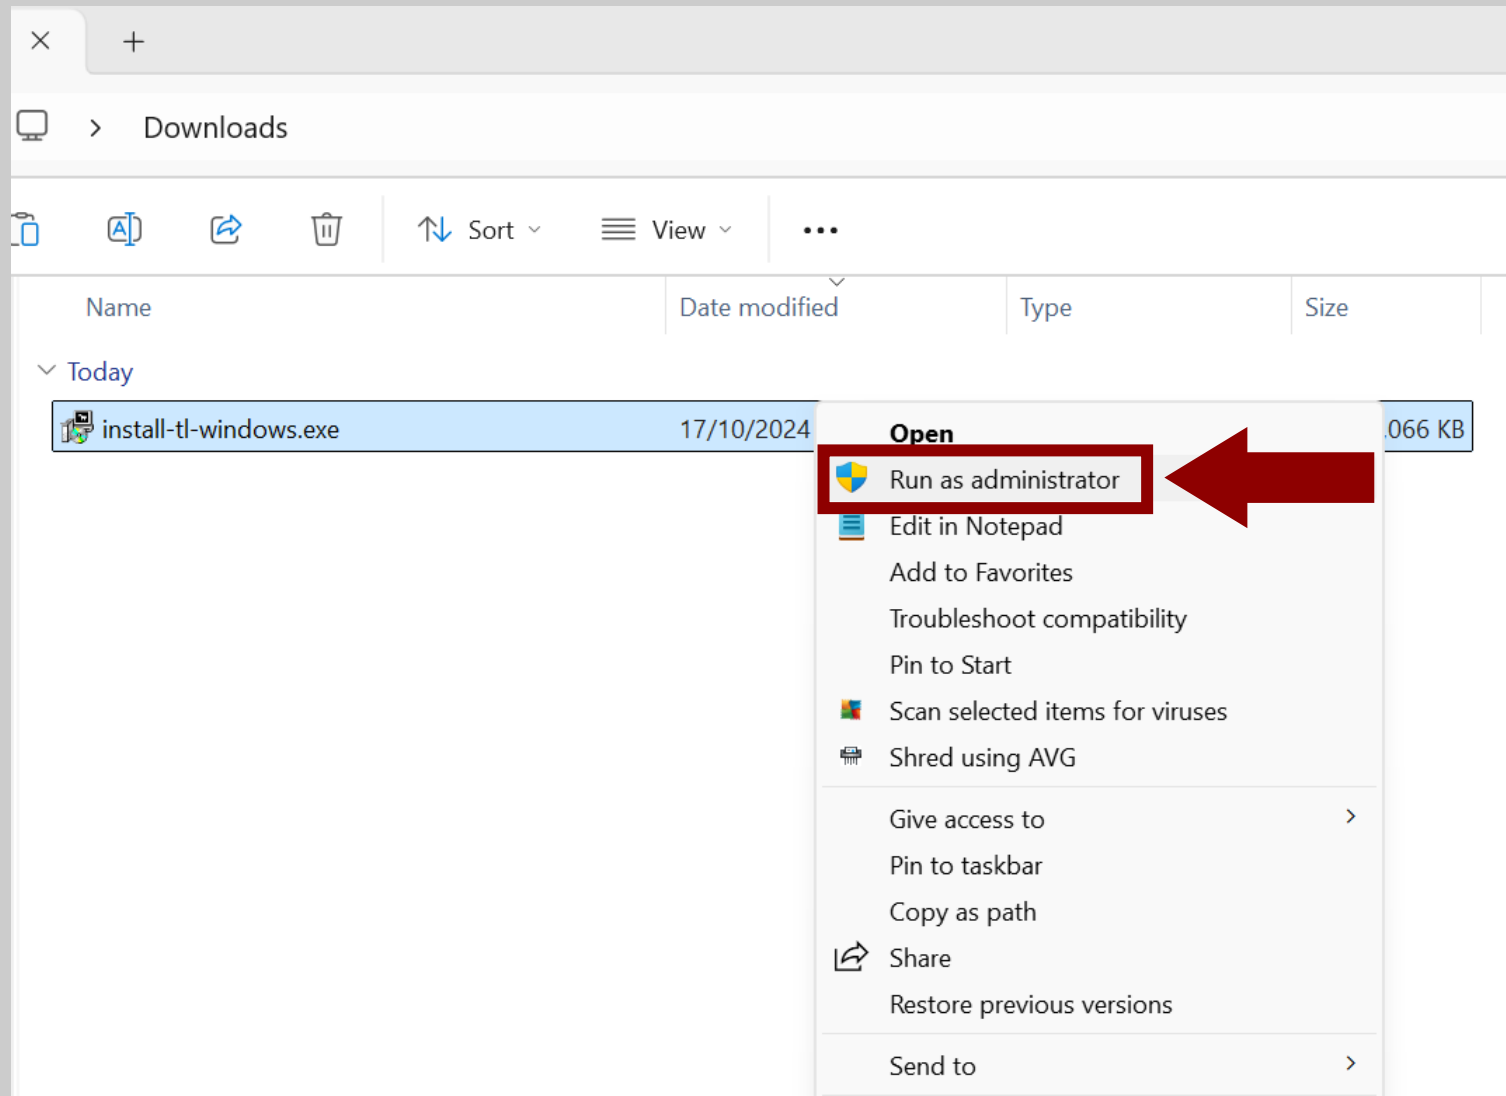 Downloads
Sort
View
Name Date modified Type Size
Today
install-tl-windows.exe 17/10/2024 .066 KB
Open
Run as administrator
Edit in Notepad
Add to Favorites
Troubleshoot compatibility
Pin to Start
Scan selected items for viruses
Shred using AVG
Give access to
Pin to taskbar
Copy as path
Share
Restore previous versions
Send to